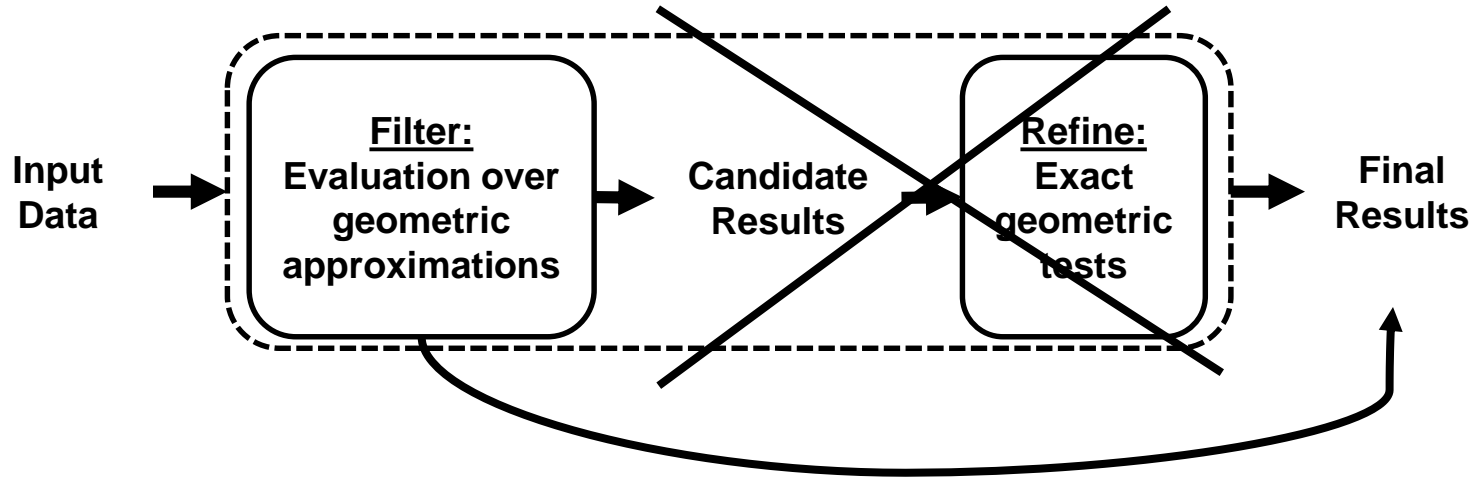 Input
Data
Filter:
Evaluation over
geometric
approximations
Candidate
Results
Refine:
Exact
geometric
tests
Final
Results